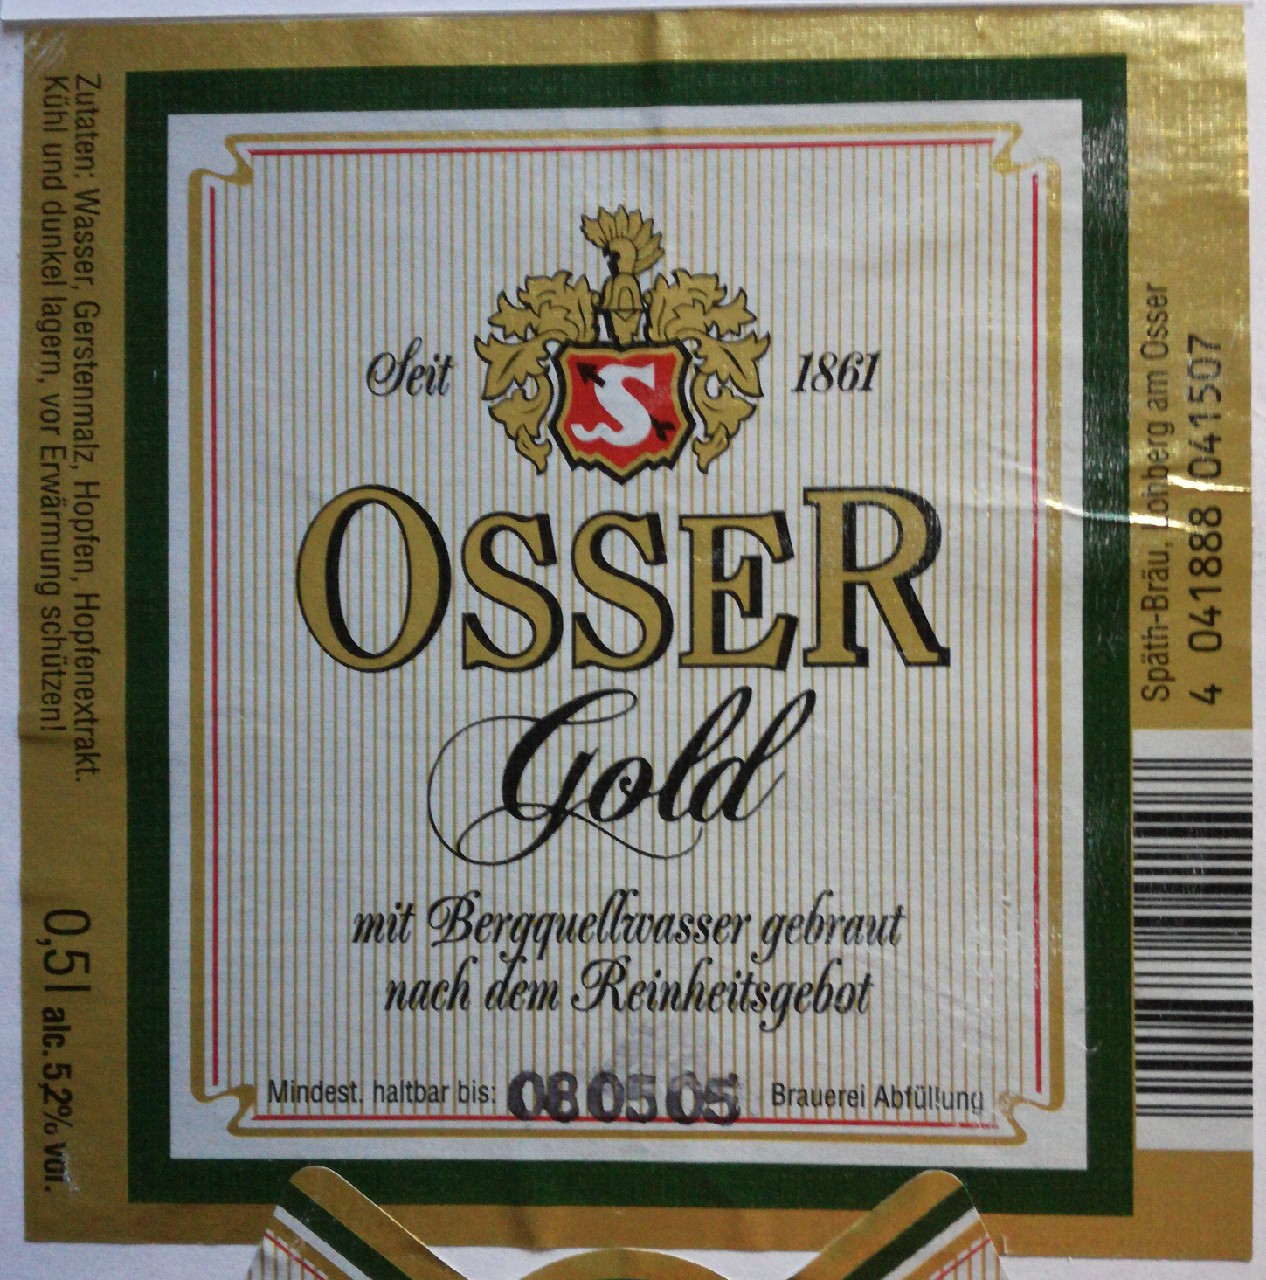 Zutaten: Wasser, Gerstenmalz, Hopfen, Hopfenextrakt.
Kühl und dunkel lagern, vor Erwärmung schützen!
0,5 l alc. 5,2% vol.
Seit 1861
S
OSSER
Gold
mit Bergquellwasser gebraut
nach dem Reinheitsgebot
Mindest. haltbar bis: 08 05 05 Brauerei Abfüllung
Späth-Bräu, Lohberg am Osser
4 041888 041507